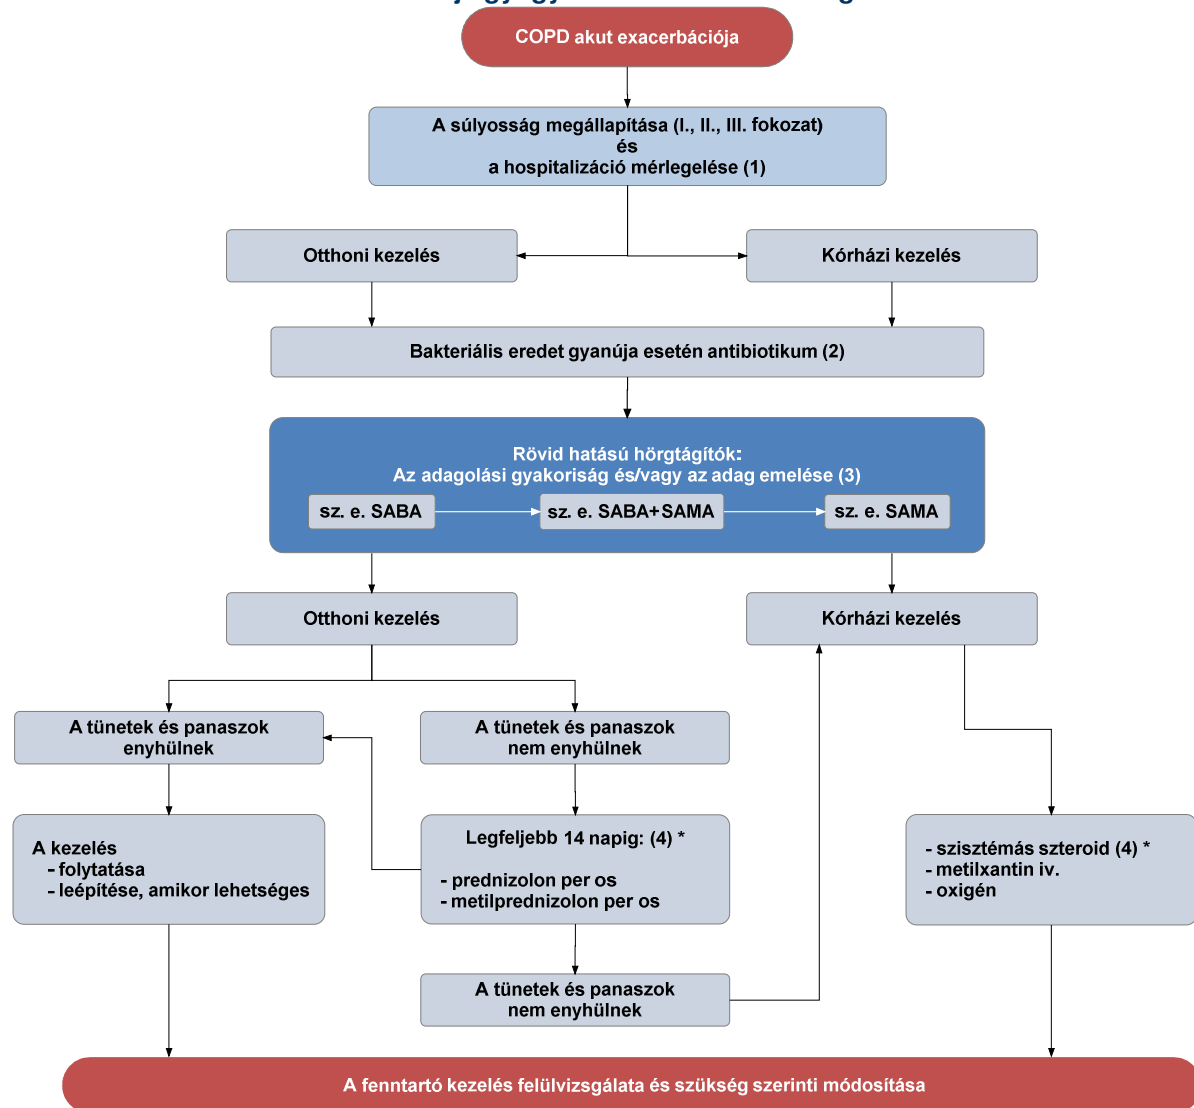 COPD akut exacerbációja
A súlyosság megállapítása (I., II., III. fokozat)
és
a hospitalizáció mérlegelése (1)
Otthoni kezelés
Kórházi kezelés
Bakteriális eredet gyanúja esetén antibiotikum (2)
Rövid hatású hörgtágítók:
Az adagolási gyakoriság és/vagy az adag emelése (3)
sz. e. SABA
sz. e. SABA+SAMA
sz. e. SAMA
Otthoni kezelés
Kórházi kezelés
A tünetek és panaszok
enyhülnek
A tünetek és panaszok
nem enyhülnek
A kezelés
- folytatása
- leépítése, amikor lehetséges
Legfeljebb 14 napig: (4) *
- prednizolon per os
- metilprednizolon per os
- szisztémás szteroid (4) *
- metilxantin iv.
- oxigén
A tünetek és panaszok
nem enyhülnek
A fenntartó kezelés felülvizsgálata és szükség szerinti módosítása